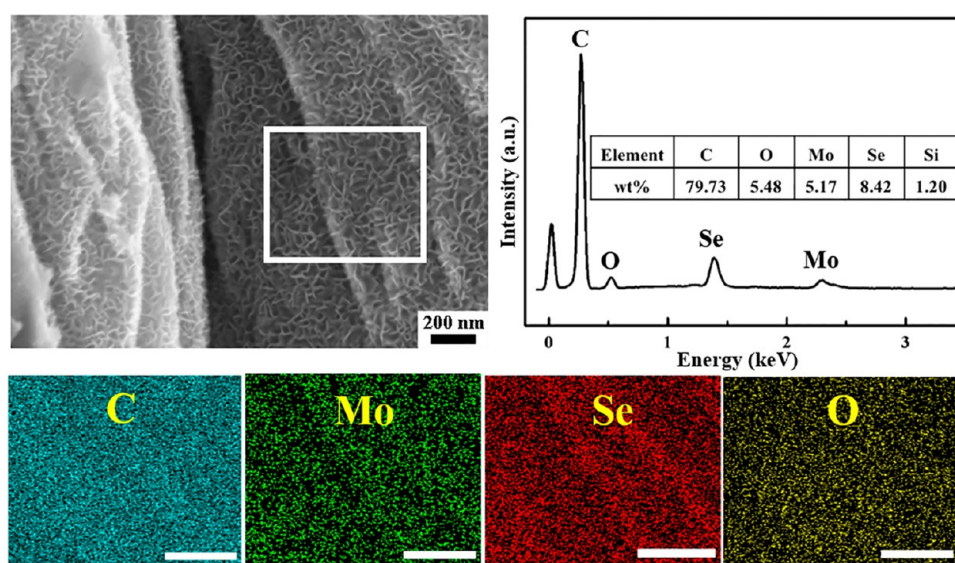 200 nm
Intensity (a.u.)
C
Element C O Mo Se Si
wt% 79.73 5.48 5.17 8.42 1.20
O
Se
Mo
0 1 2 3
Energy (keV)
C Mo Se O